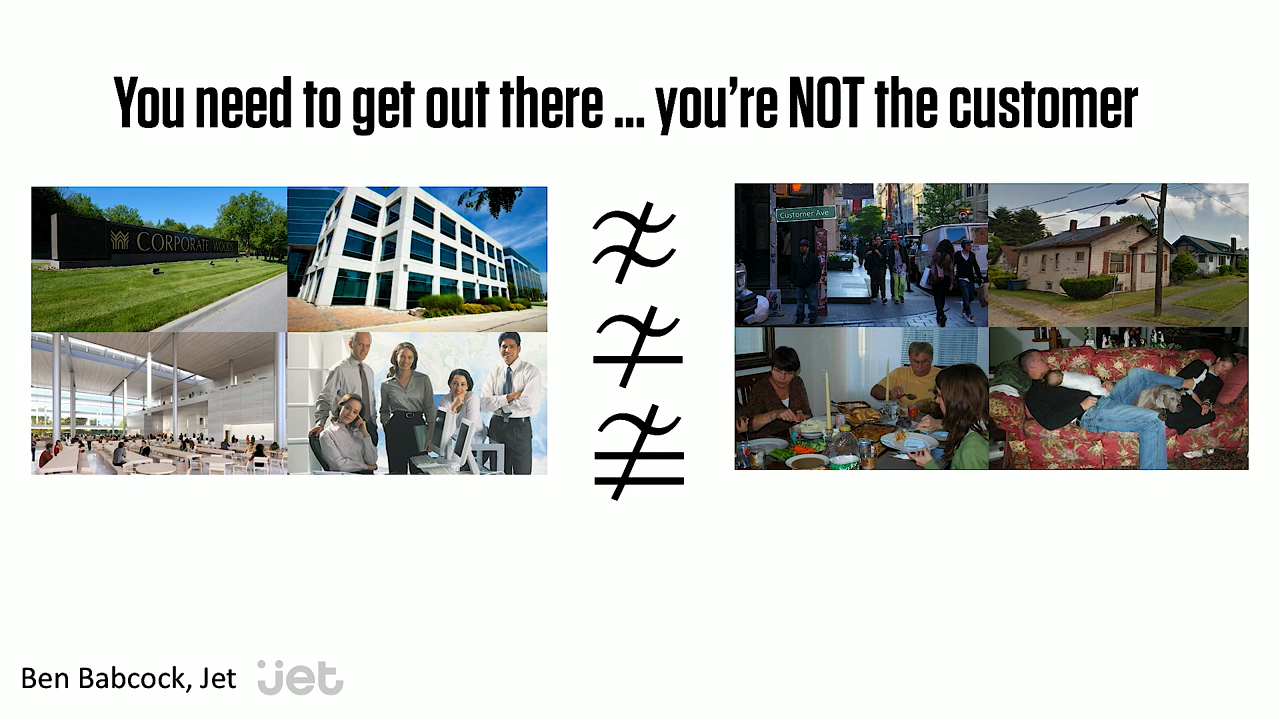 You need to get out there ... you're NOT the customer
CORPORATE WOODS
Customer Ave
≉
≄
≇
Ben Babcock, Jet jet